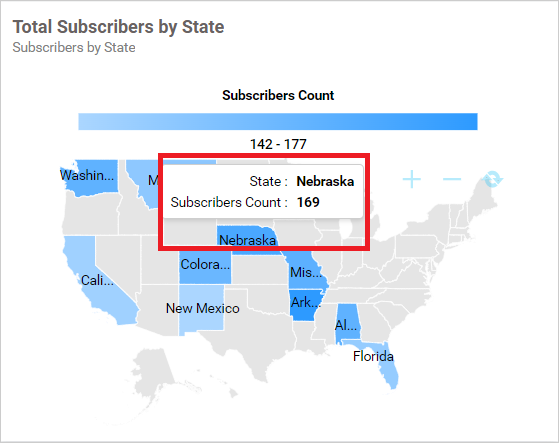 Total Subscribers by State
Subscribers by State
Subscribers Count
142 - 177
Washin...
M
State : Nebraska
Subscribers Count : 169
Nebraska
Colora...
Mis...
Cali...
New Mexico
Ark...
Al...
Florida